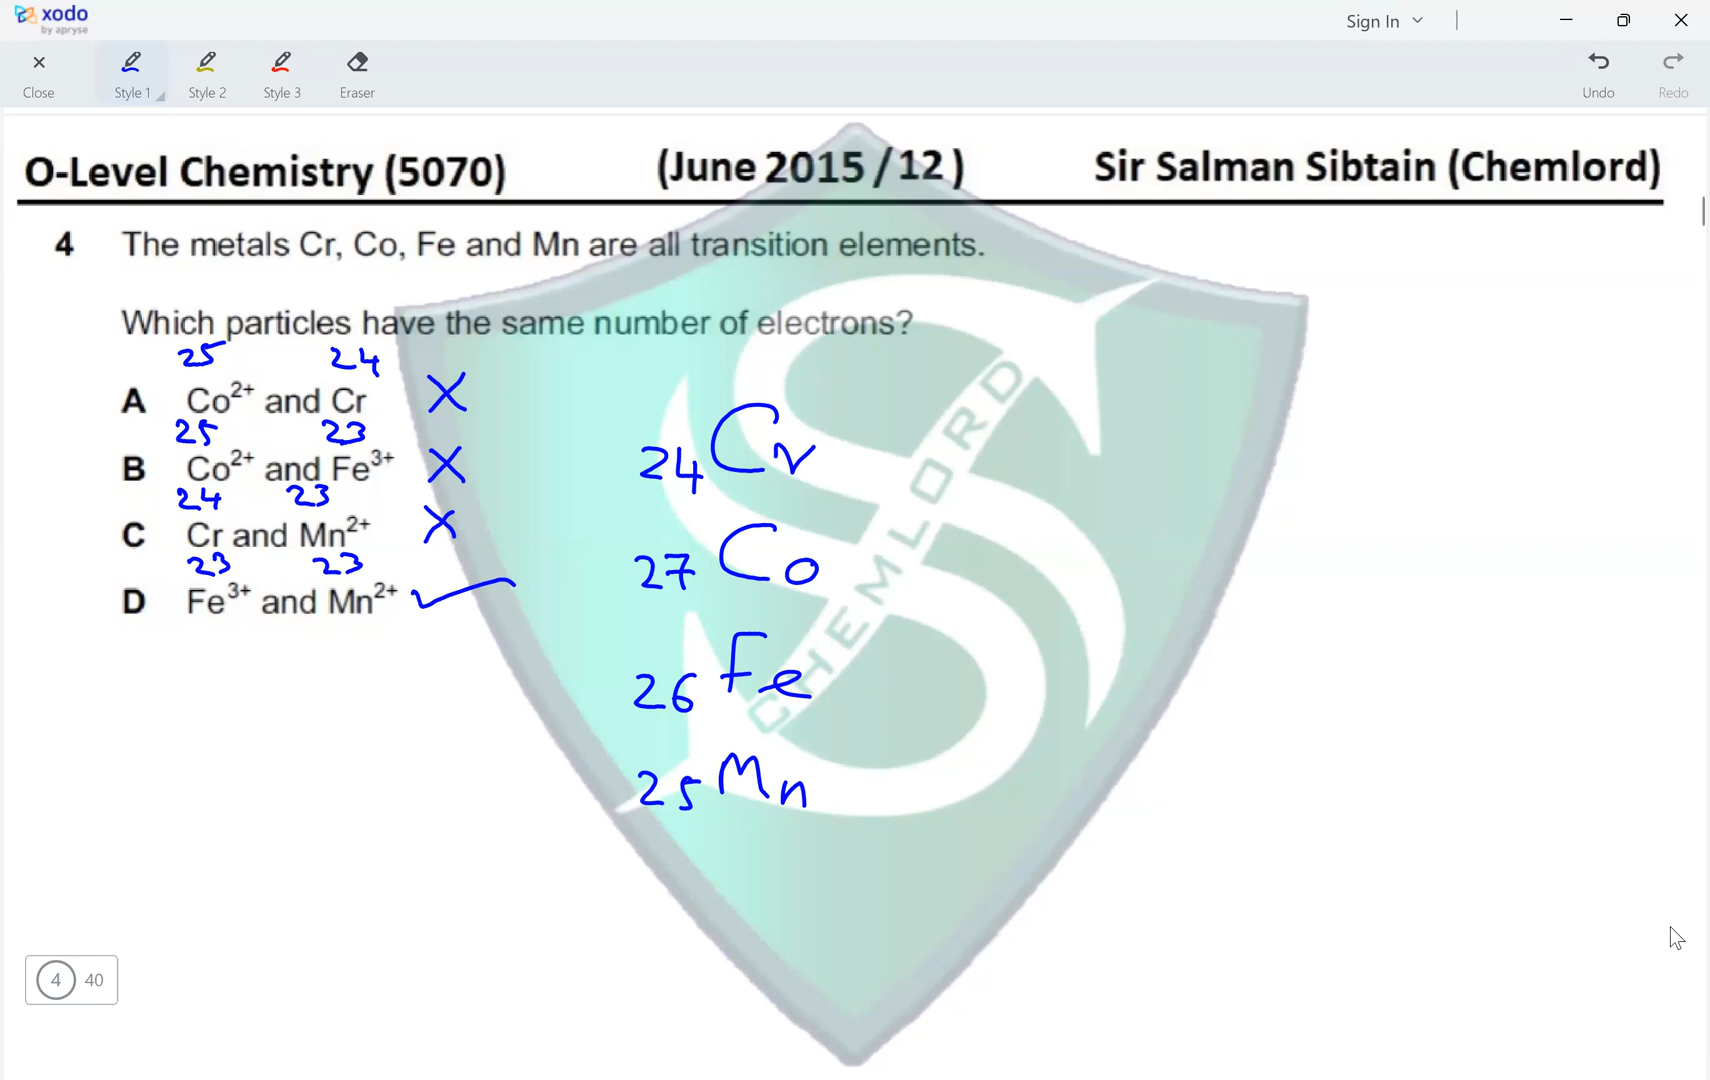 xodo
by apryse
Sign In
Close
Style 1
Style 2
Style 3
Eraser
Undo
Redo
O-Level Chemistry (5070) (June 2015 / 12 ) Sir Salman Sibtain (Chemlord)
4 The metals Cr, Co, Fe and Mn are all transition elements.
Which particles have the same number of electrons?
25 24
A Co²⁺ and Cr X
25 23
B Co²⁺ and Fe³⁺ X
24 23
C Cr and Mn²⁺ X
23 23
D Fe³⁺ and Mn²⁺ ✓
24 Cr
27 Co
26 Fe
25 Mn
CHEMLORD
4 40